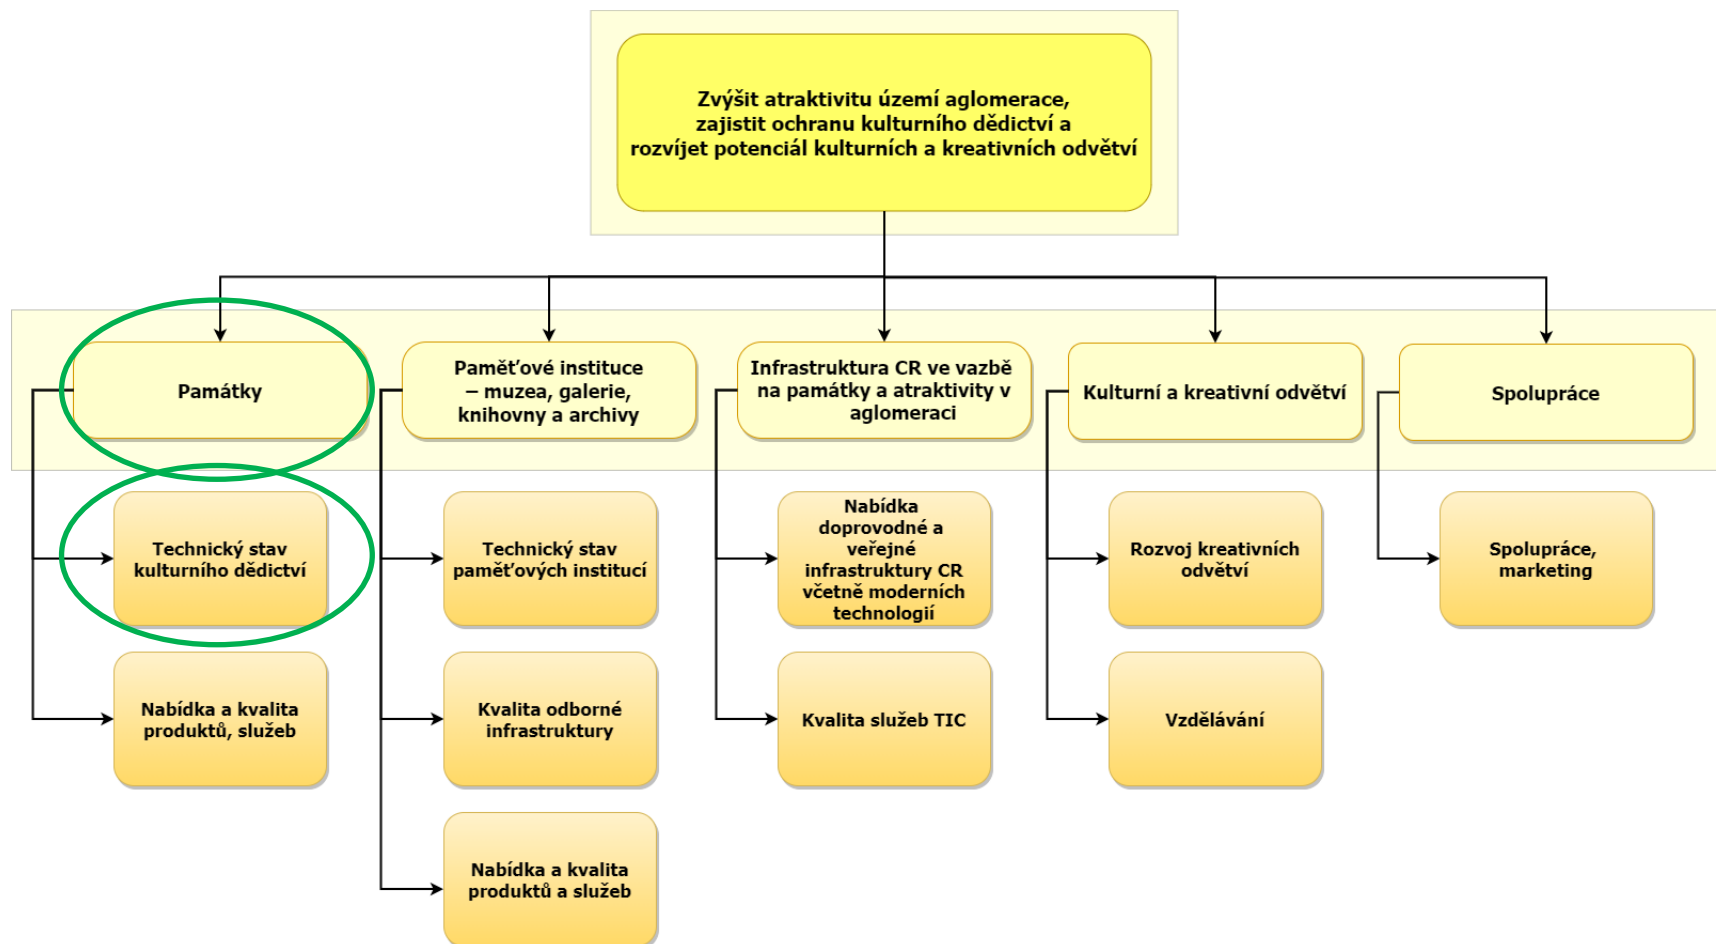 Zvýšit atraktivitu území aglomerace,
zajistit ochranu kulturního dědictví a
rozvíjet potenciál kulturních a kreativních odvětví
Památky
Paměťové instituce
– muzea, galerie,
knihovny a archivy
Infrastruktura CR ve vazbě
na památky a atraktivity v
aglomeraci
Kulturní a kreativní odvětví
Spolupráce
Technický stav
kulturního dědictví
Technický stav
paměťových institucí
Nabídka
doprovodné a
veřejné
infrastruktury CR
včetně moderních
technologií
Rozvoj kreativních
odvětví
Spolupráce,
marketing
Nabídka a kvalita
produktů, služeb
Kvalita odborné
infrastruktury
Kvalita služeb TIC
Vzdělávání
Nabídka a kvalita
produktů a služeb